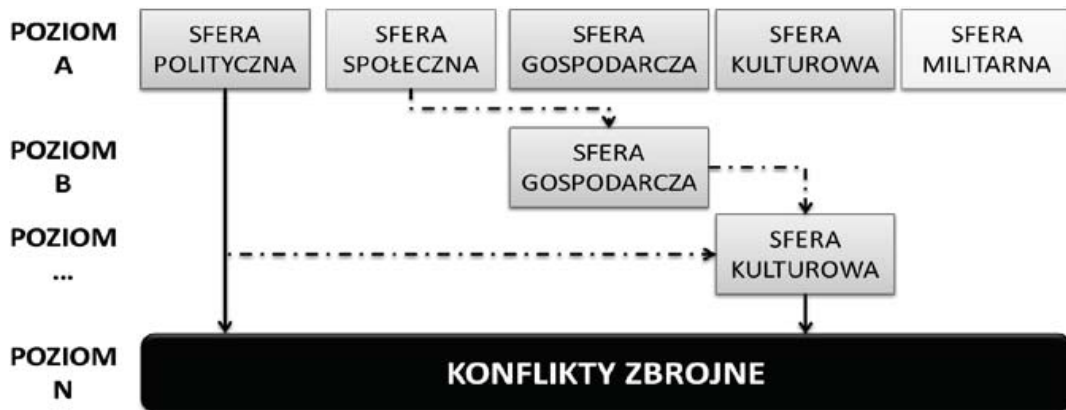 POZIOM
A
SFERA
POLITYCZNA
SFERA
SPOŁECZNA
SFERA
GOSPODARCZA
SFERA
KULTUROWA
SFERA
MILITARNA
POZIOM
B
SFERA
GOSPODARCZA
POZIOM
...
SFERA
KULTUROWA
POZIOM
N
KONFLIKTY ZBROJNE